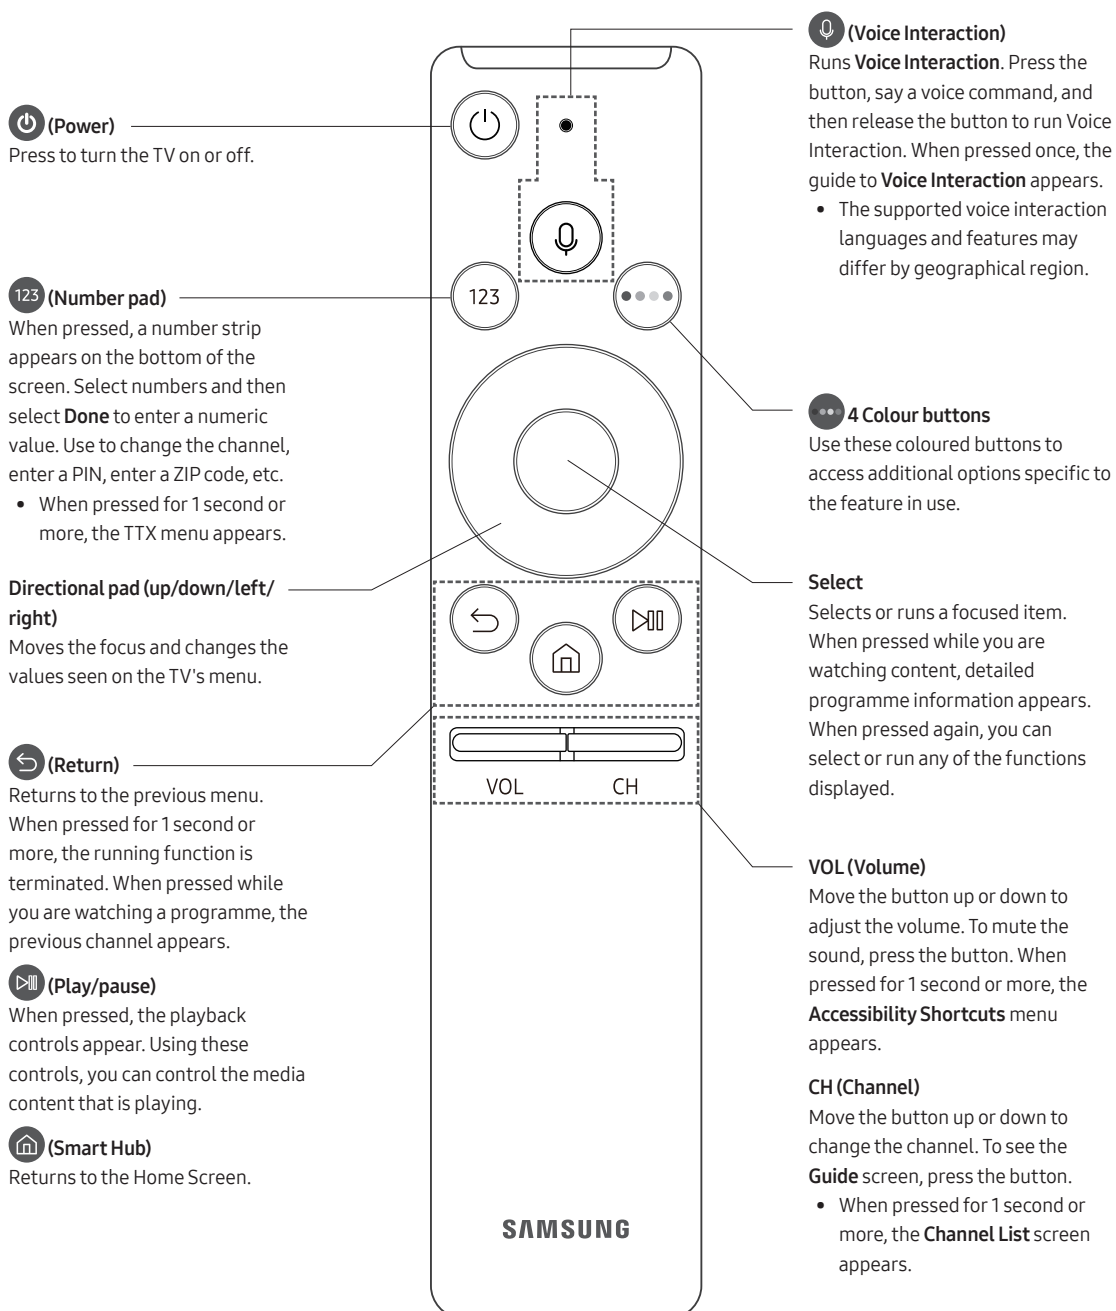 (Power)
Press to turn the TV on or off.
123 (Number pad)
When pressed, a number strip
appears on the bottom of the
screen. Select numbers and then
select Done to enter a numeric
value. Use to change the channel,
enter a PIN, enter a ZIP code, etc.
• When pressed for 1 second or
more, the TTX menu appears.
Directional pad (up/down/left/
right)
Moves the focus and changes the
values seen on the TV's menu.
(Return)
Returns to the previous menu.
When pressed for 1 second or
more, the running function is
terminated. When pressed while
you are watching a programme, the
previous channel appears.
(Play/pause)
When pressed, the playback
controls appear. Using these
controls, you can control the media
content that is playing.
(Smart Hub)
Returns to the Home Screen.
123
VOL CH
SAMSUNG
(Voice Interaction)
Runs Voice Interaction. Press the
button, say a voice command, and
then release the button to run Voice
Interaction. When pressed once, the
guide to Voice Interaction appears.
• The supported voice interaction
languages and features may
differ by geographical region.
4 Colour buttons
Use these coloured buttons to
access additional options specific to
the feature in use.
Select
Selects or runs a focused item.
When pressed while you are
watching content, detailed
programme information appears.
When pressed again, you can
select or run any of the functions
displayed.
VOL (Volume)
Move the button up or down to
adjust the volume. To mute the
sound, press the button. When
pressed for 1 second or more, the
Accessibility Shortcuts menu
appears.
CH (Channel)
Move the button up or down to
change the channel. To see the
Guide screen, press the button.
• When pressed for 1 second or
more, the Channel List screen
appears.